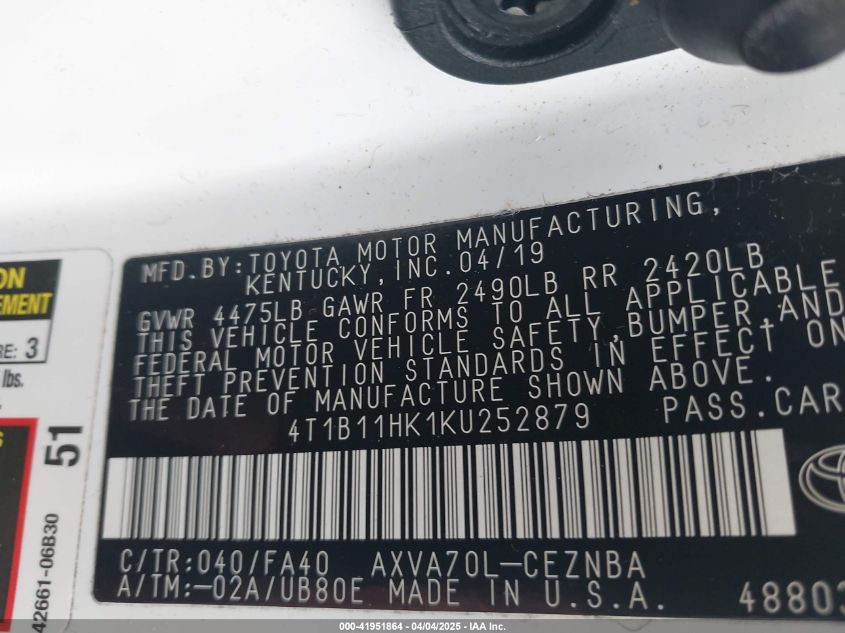 MFD. BY: TOYOTA MOTOR MANUFACTURING,
KENTUCKY, INC. 04/19
GVWR 4475LB GAWR FR 2490LB RR 2420LB
THIS VEHICLE CONFORMS TO ALL APPLICABLE
FEDERAL MOTOR VEHICLE SAFETY, BUMPER, AND
THEFT PREVENTION STANDARDS IN EFFECT ON
THE DATE OF MANUFACTURE SHOWN ABOVE.
4T1B11HK1KU252879 PASS. CAR
C/TR:040/FA40 AXVA70L-CEZNBA
A/TM:-02A/UB80E MADE IN U.S.A. 48803
ION
EMENT
RE: 3
lbs.
51
42661-06B30
000-41951864 - 04/04/2025 - IAA Inc.